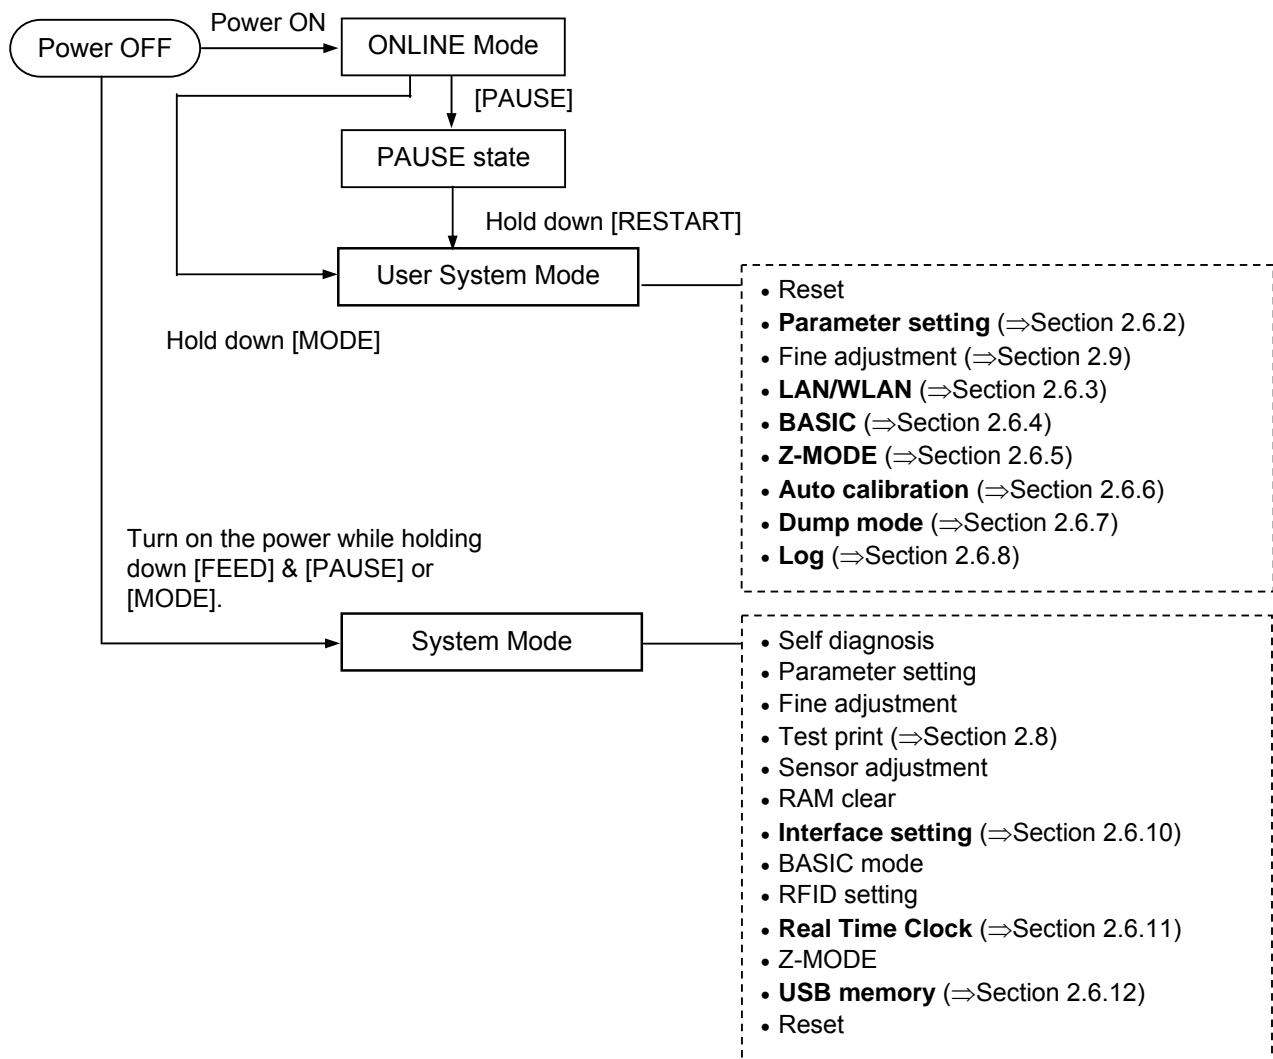 Power OFF
Power ON
ONLINE Mode
[PAUSE]
PAUSE state
Hold down [RESTART]
User System Mode
Hold down [MODE]
• Reset
• Parameter setting (⇒Section 2.6.2)
• Fine adjustment (⇒Section 2.9)
• LAN/WLAN (⇒Section 2.6.3)
• BASIC (⇒Section 2.6.4)
• Z-MODE (⇒Section 2.6.5)
• Auto calibration (⇒Section 2.6.6)
• Dump mode (⇒Section 2.6.7)
• Log (⇒Section 2.6.8)
Turn on the power while holding
down [FEED] & [PAUSE] or
[MODE].
System Mode
• Self diagnosis
• Parameter setting
• Fine adjustment
• Test print (⇒Section 2.8)
• Sensor adjustment
• RAM clear
• Interface setting (⇒Section 2.6.10)
• BASIC mode
• RFID setting
• Real Time Clock (⇒Section 2.6.11)
• Z-MODE
• USB memory (⇒Section 2.6.12)
• Reset